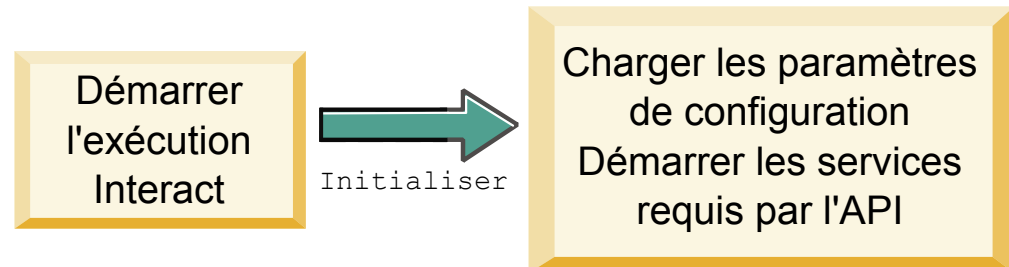 Démarrer
l'exécution
Interact
Initialiser
Charger les paramètres
de configuration
Démarrer les services
requis par l'API